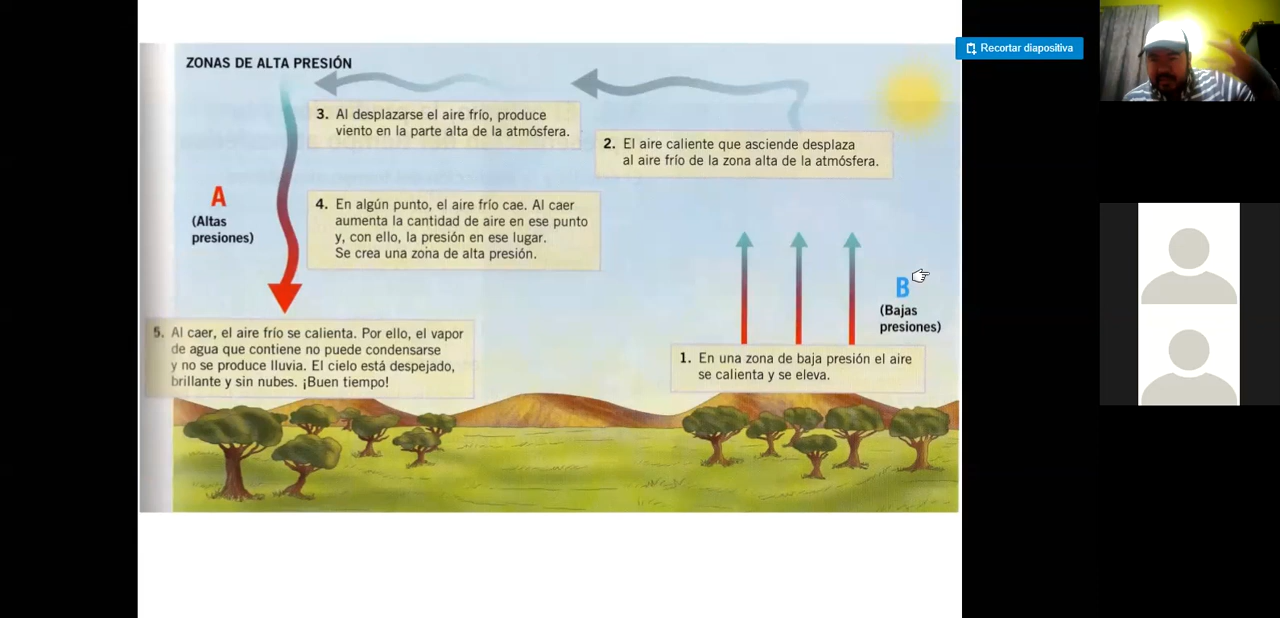 Recortar diapositiva
ZONAS DE ALTA PRESIÓN
3. Al desplazarse el aire frío, produce
viento en la parte alta de la atmósfera.
2. El aire caliente que asciende desplaza
al aire frío de la zona alta de la atmósfera.
A
(Altas
presiones)
4. En algún punto, el aire frío cae. Al caer
aumenta la cantidad de aire en ese punto
y, con ello, la presión en ese lugar.
Se crea una zona de alta presión.
B
(Bajas
presiones)
5. Al caer, el aire frío se calienta. Por ello, el vapor
de agua que contiene no puede condensarse
y no se produce lluvia. El cielo está despejado,
brillante y sin nubes. ¡Buen tiempo!
1. En una zona de baja presión el aire
se calienta y se eleva.